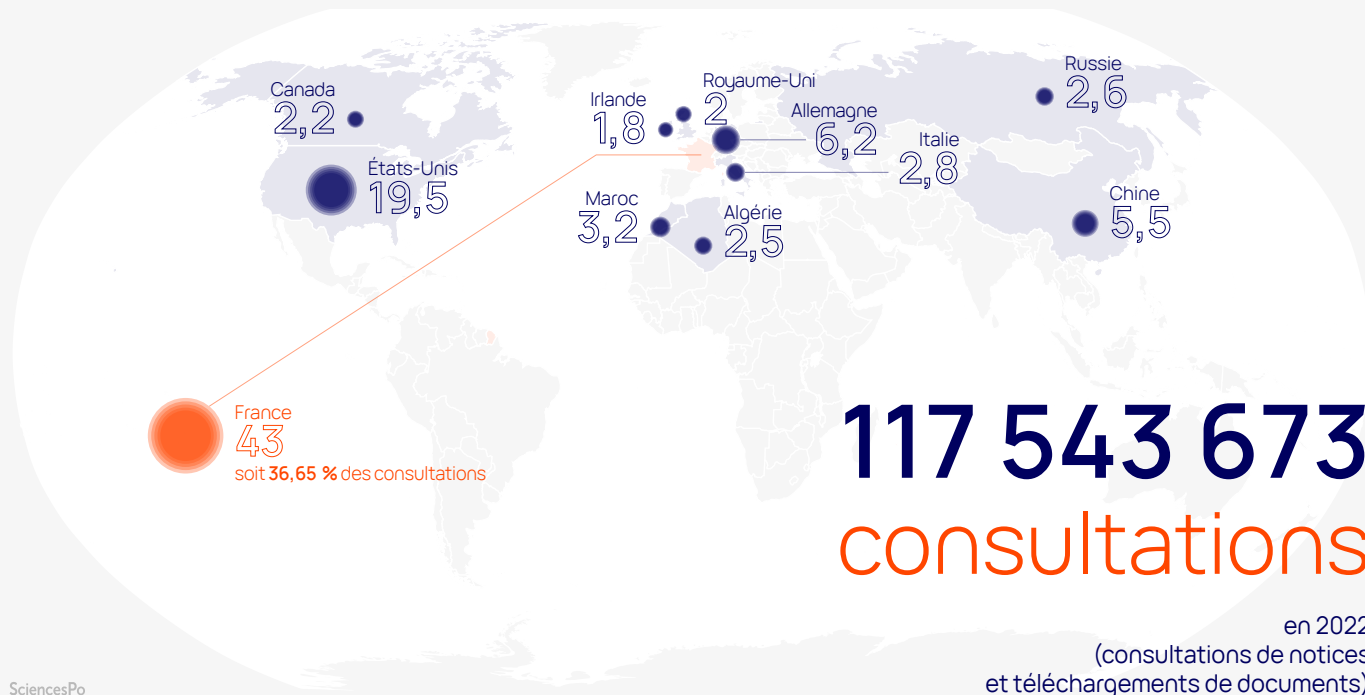 Canada
2,2
États-Unis
19,5
Irlande
1,8
Royaume-Uni
2
Allemagne
6,2
Italie
2,8
Russie
2,6
Maroc
3,2
Algérie
2,5
Chine
5,5
France
43
soit 36,65 % des consultations
117 543 673
consultations
en 2022
(consultations de notices
et téléchargements de documents)
SciencesPo